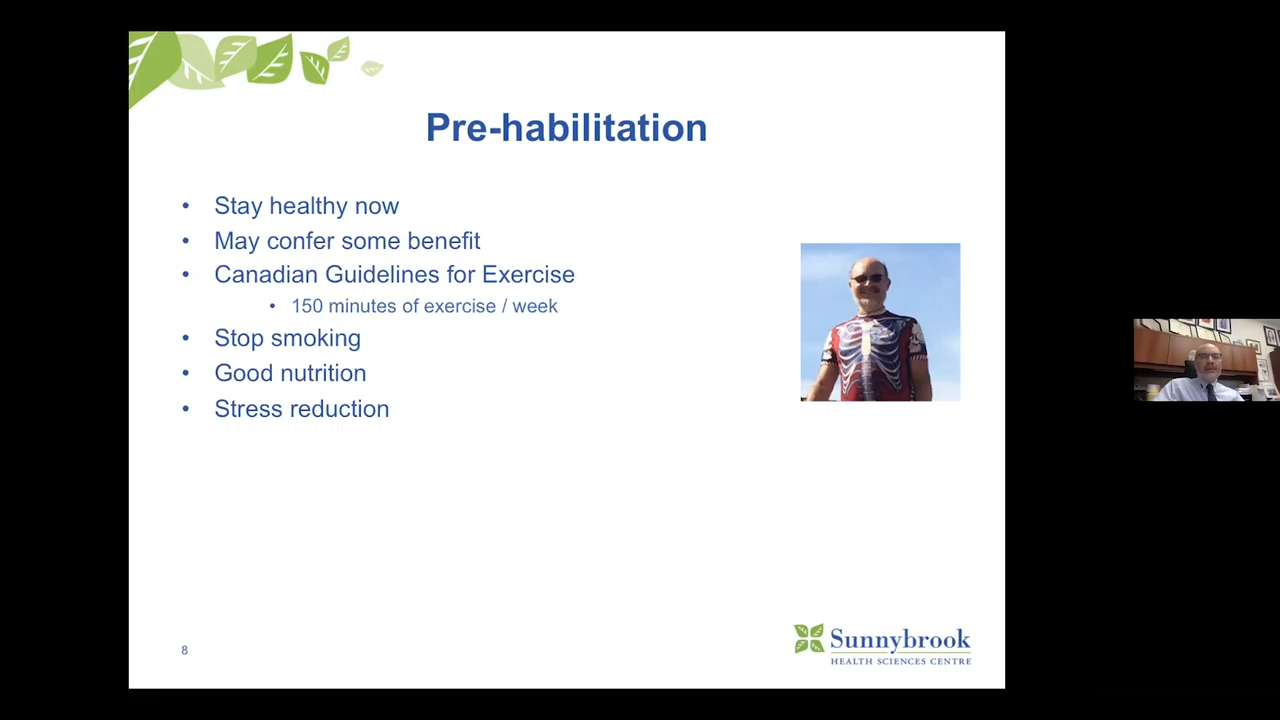 Pre-habilitation
• Stay healthy now
• May confer some benefit
• Canadian Guidelines for Exercise
• 150 minutes of exercise / week
• Stop smoking
• Good nutrition
• Stress reduction
8
Sunnybrook
HEALTH SCIENCES CENTRE